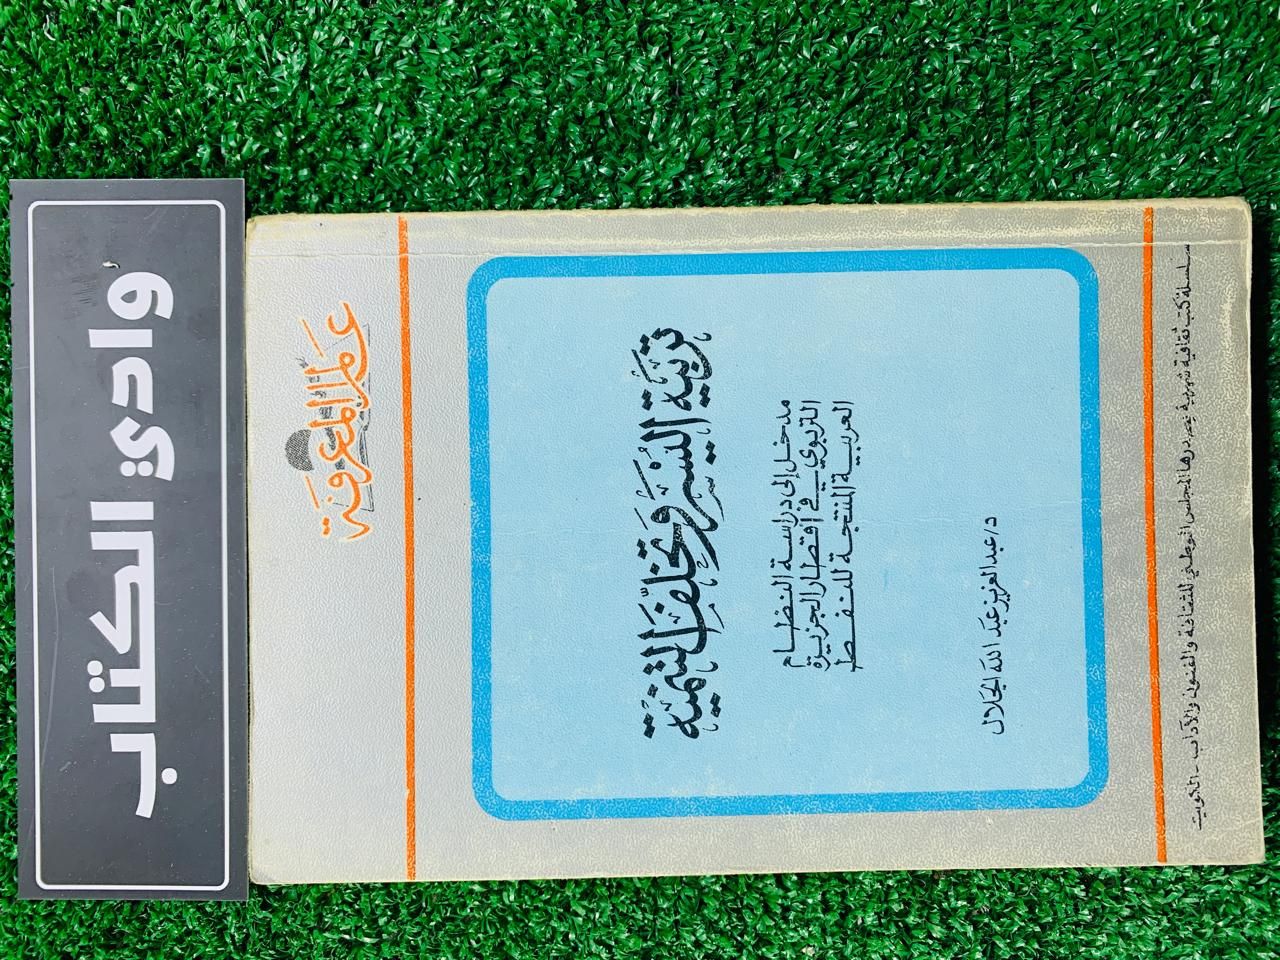 وادي الكتاب
عالم المعرفة
تربية اليسر وتخلف التنمية
مدخل إلى دراسة النظام
التربوي في أقطار الجزيرة
العربية المنتجة للنفط
د/عبد العزيز عبد الله الجلال
سلسلة كتب ثقافية شهرية يصدرها المجلس الوطني للثقافة والفنون والآداب - الكويت